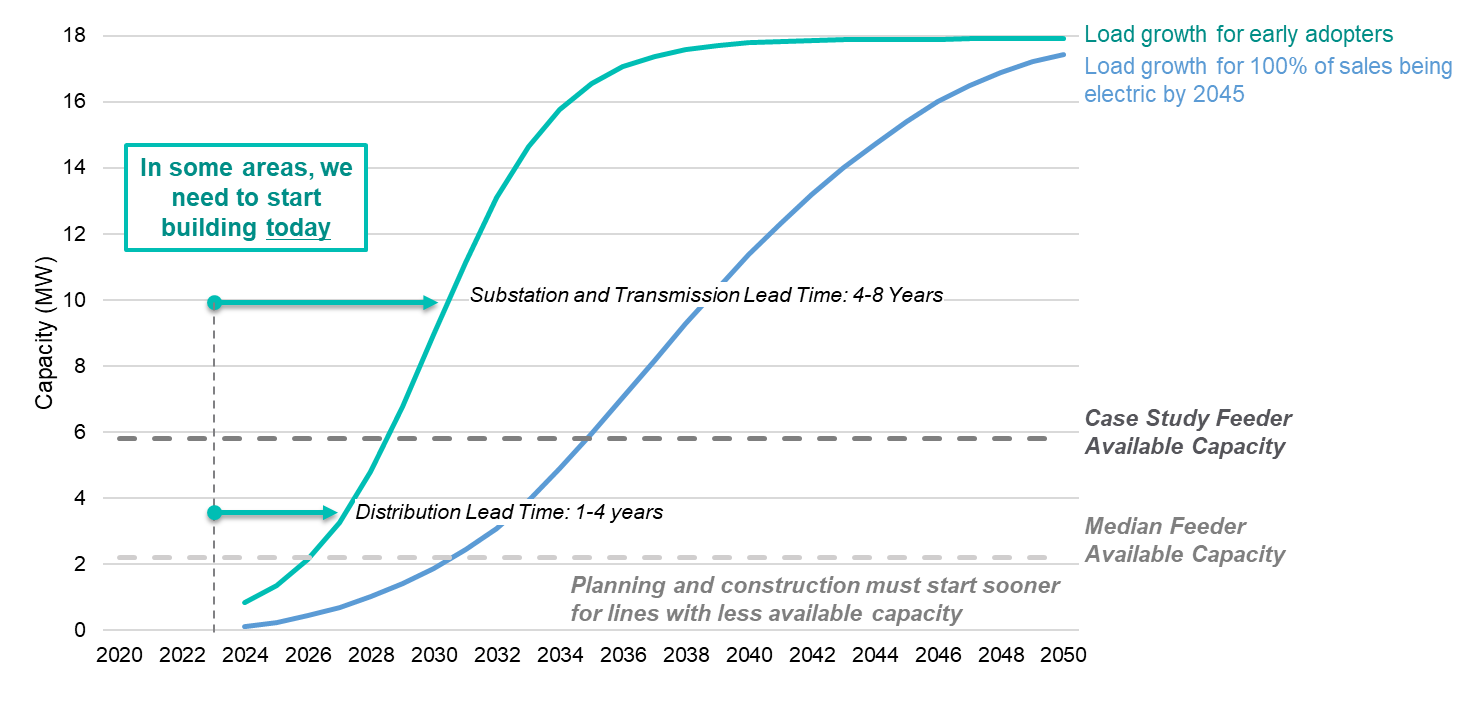 18
16
14
12
10
8
6
4
2
0
Capacity (MW)
2020 2022 2024 2026 2028 2030 2032 2034 2036 2038 2040 2042 2044 2046 2048 2050
In some areas, we
need to start
building today
Substation and Transmission Lead Time: 4-8 Years
Distribution Lead Time: 1-4 years
Planning and construction must start sooner
for lines with less available capacity
Load growth for early adopters
Load growth for 100% of sales being
electric by 2045
Case Study Feeder
Available Capacity
Median Feeder
Available Capacity